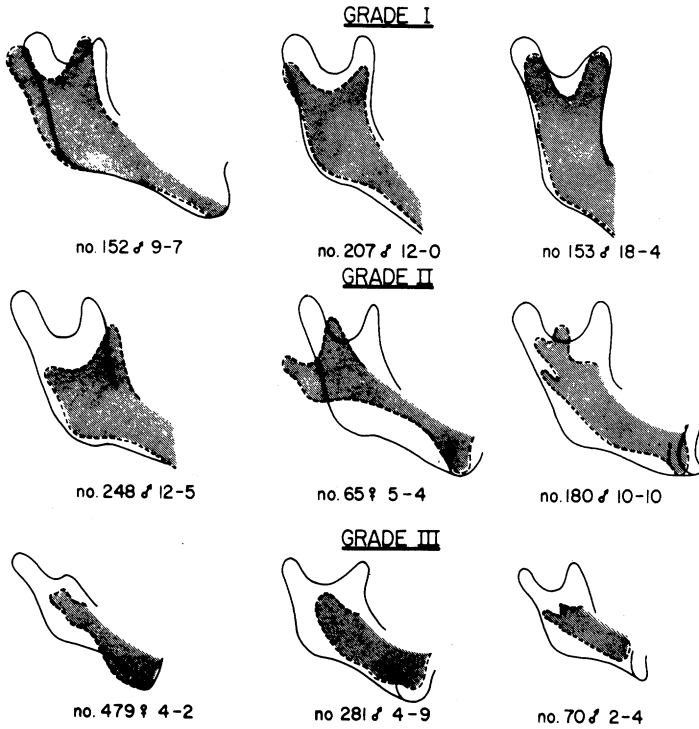 GRADE I
no. 152 ♂ 9-7
no. 207 ♂ 12-0
no 153 ♂ 18-4
GRADE II
no. 248 ♂ 12-5
no. 65 ♀ 5-4
no. 180 ♂ 10-10
GRADE III
no. 479 ♀ 4-2
no 281 ♂ 4-9
no. 70 ♂ 2-4